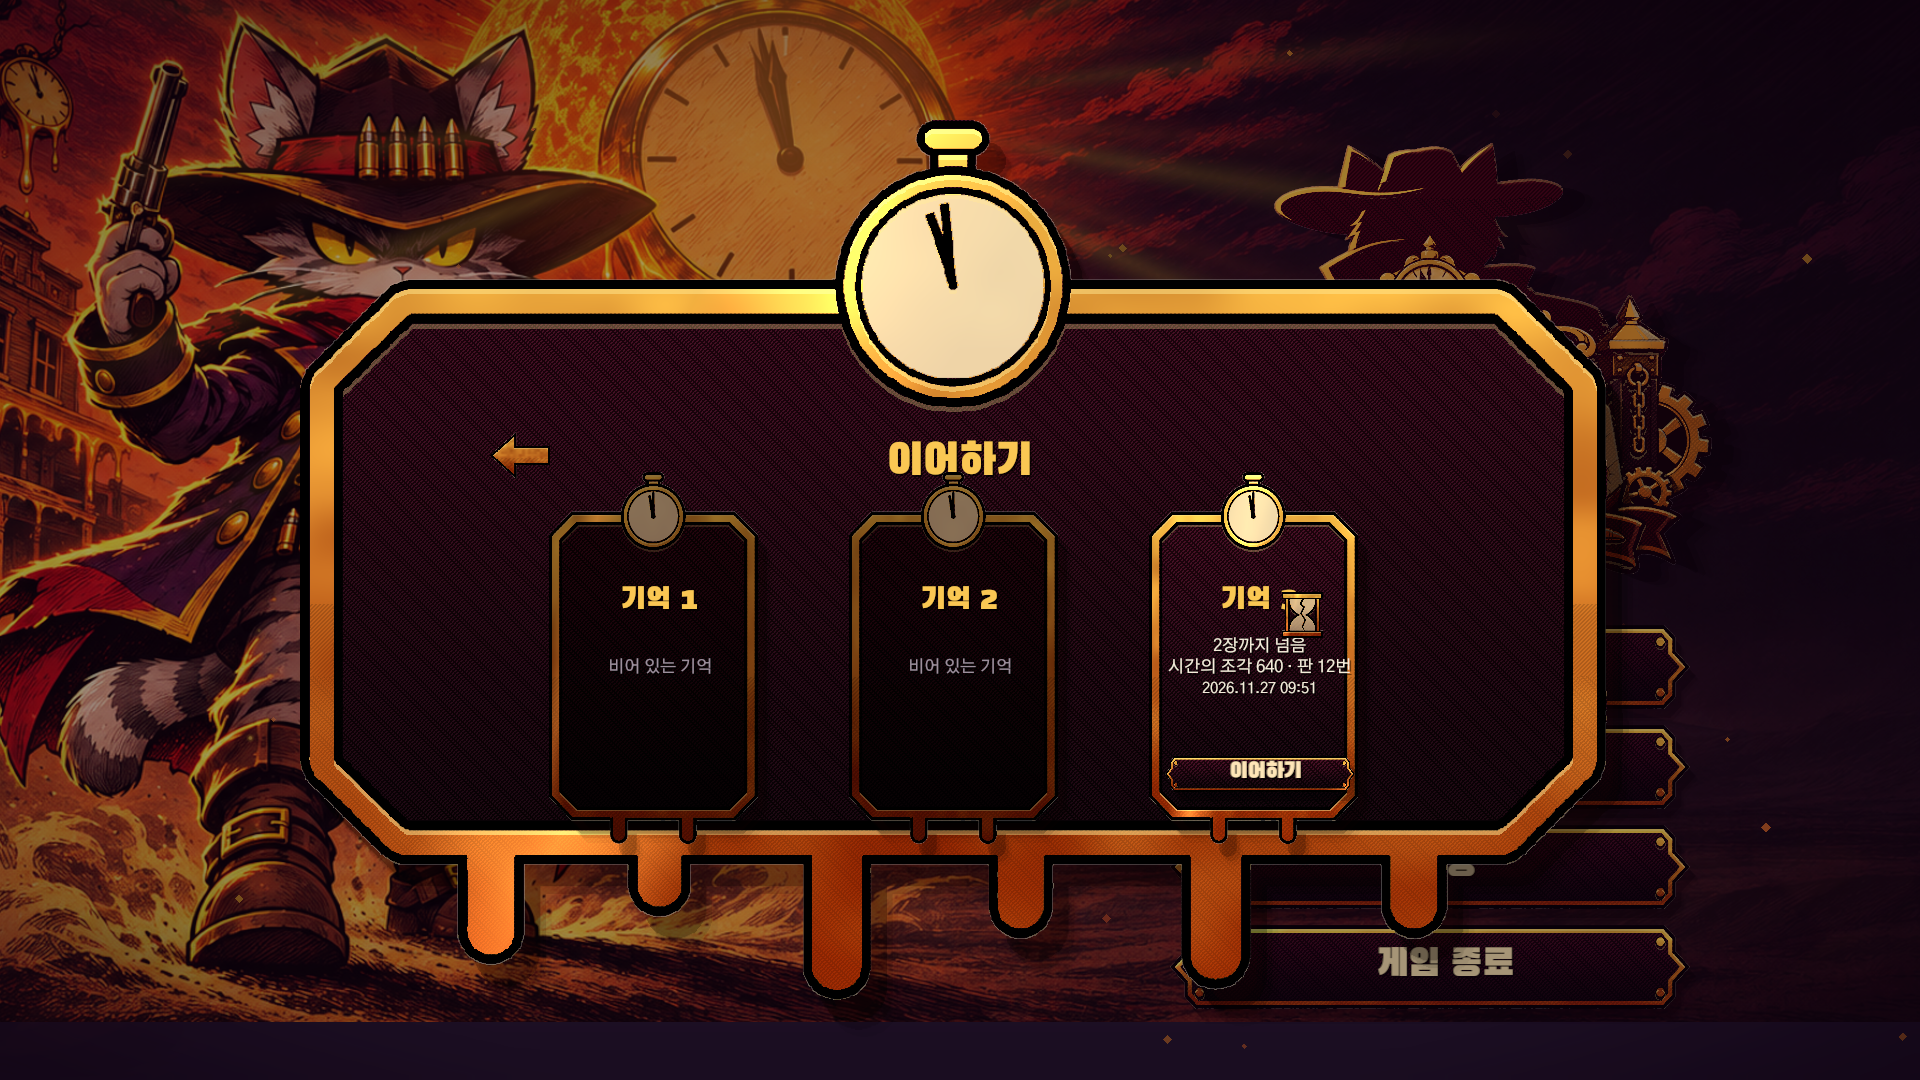 이어하기
기억 1
비어 있는 기억
기억 2
비어 있는 기억
기억
2장까지 넘음
시간의 조각 640 · 판 12번
2026.11.27 09:51
이어하기
게임 종료